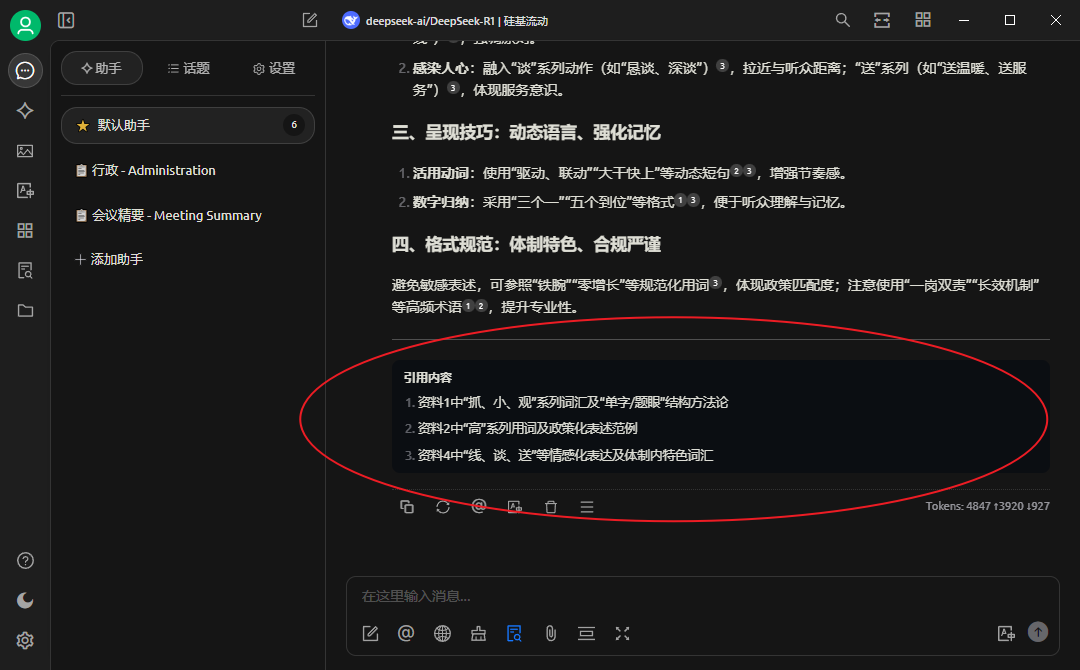 deepseek-ai/DeepSeek-R1 | 硅基流动
助手
话题
设置
默认助手
6
行政 - Administration
会议精要 - Meeting Summary
添加助手
2. 感染人心：融入“谈”系列动作（如“恳谈、深谈”）3，拉近与听众距离；“送”系列（如“送温暖、送服
务”）3，体现服务意识。
三、呈现技巧：动态语言、强化记忆
1. 活用动词：使用“驱动、联动”“大干快上”等动态短句2 3，增强节奏感。
2. 数字归纳：采用“三个一”“五个到位”等格式1 3，便于听众理解与记忆。
四、格式规范：体制特色、合规严谨
避免敏感表述，可参照“铁腕”“零增长”等规范化用词3，体现政策匹配度；注意使用“一岗双责”“长效机制”
等高频术语1 2，提升专业性。
引用内容
1. 资料1中“抓、小、观”系列词汇及“单字/题眼”结构方法论
2. 资料2中“高”系列用词及政策化表述范例
3. 资料4中“线、谈、送”等情感化表达及体制内特色词汇
Tokens: 4847 ↑3920 ↓927
在这里输入消息...